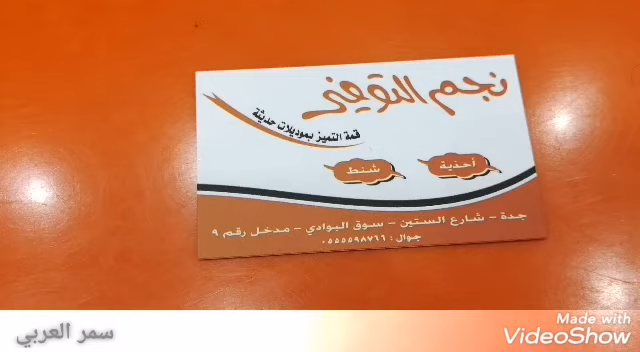 نجم التوفير
قمة التميز بموديلات حديثة
أحذية
شنط
جدة - شارع الستين - سوق البوادي - مدخل رقم ٩
جوال : ٠٥٥٥٥٩٨٧٦٦
سمر العربي
Made with
VideoShow